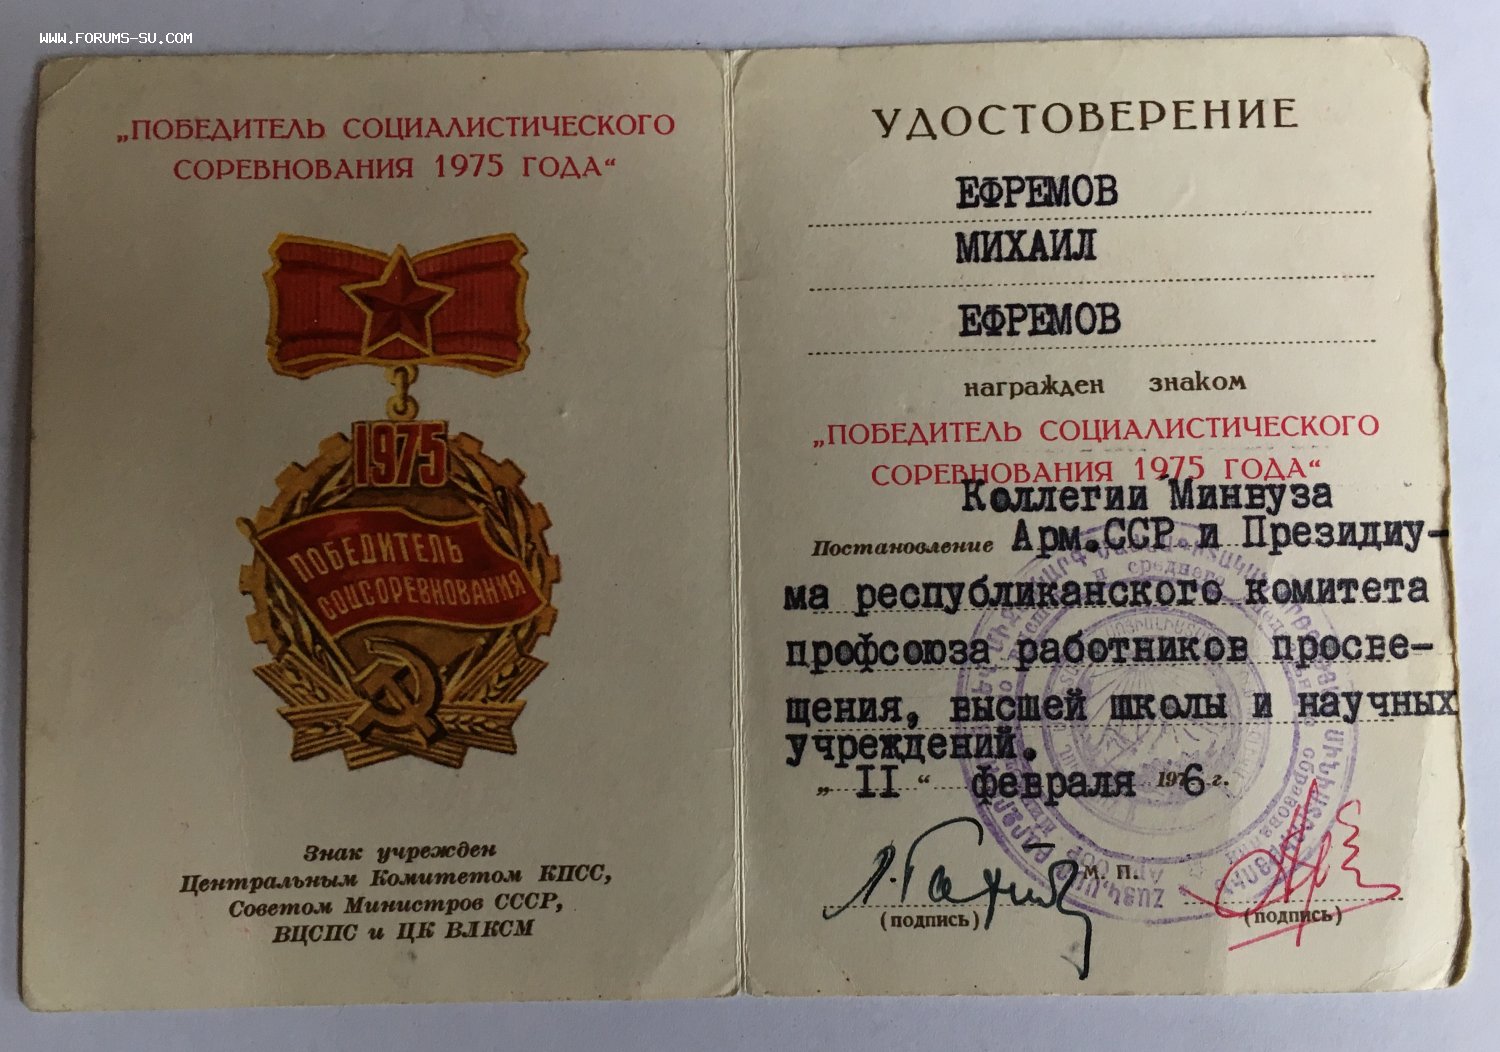 WWW.FORUMS-SU.COM
„ПОБЕДИТЕЛЬ СОЦИАЛИСТИЧЕСКОГО
СОРЕВНОВАНИЯ 1975 ГОДА“
1975
ПОБЕДИТЕЛЬ
СОЦСОРЕВНОВАНИЯ
Знак учрежден
Центральным Комитетом КПСС,
Советом Министров СССР,
ВЦСПС и ЦК ВЛКСМ
УДОСТОВЕРЕНИЕ
ЕФРЕМОВ
МИХАИЛ
ЕФРЕМОВ
награжден знаком
„ПОБЕДИТЕЛЬ СОЦИАЛИСТИЧЕСКОГО
СОРЕВНОВАНИЯ 1975 ГОДА“
Коллегии Минвуза
Постановление Арм.ССР и Президиу-
ма республиканского комитета
профсоюза работников просве-
щения, высшей школы и научных
учреждений.
„ II “ февраля 1976 г.
М. П.
(подпись) (подпись)